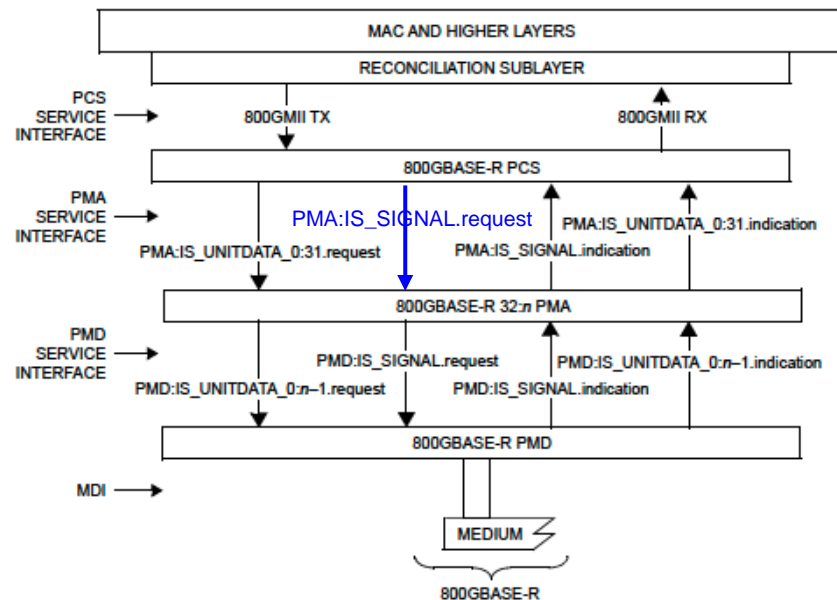 MAC AND HIGHER LAYERS
RECONCILIATION SUBLAYER
PCS
SERVICE
INTERFACE
800GMII TX
800GMII RX
800GBASE-R PCS
PMA
SERVICE
INTERFACE
PMA:IS_SIGNAL.request
PMA:IS_UNITDATA_0:31.indication
PMA:IS_UNITDATA_0:31.request
PMA:IS_SIGNAL.indication
800GBASE-R 32:n PMA
PMD
SERVICE
INTERFACE
PMD:IS_SIGNAL.request
PMD:IS_UNITDATA_0:n–1.indication
PMD:IS_UNITDATA_0:n–1.request
PMD:IS_SIGNAL.indication
800GBASE-R PMD
MDI
MEDIUM
800GBASE-R